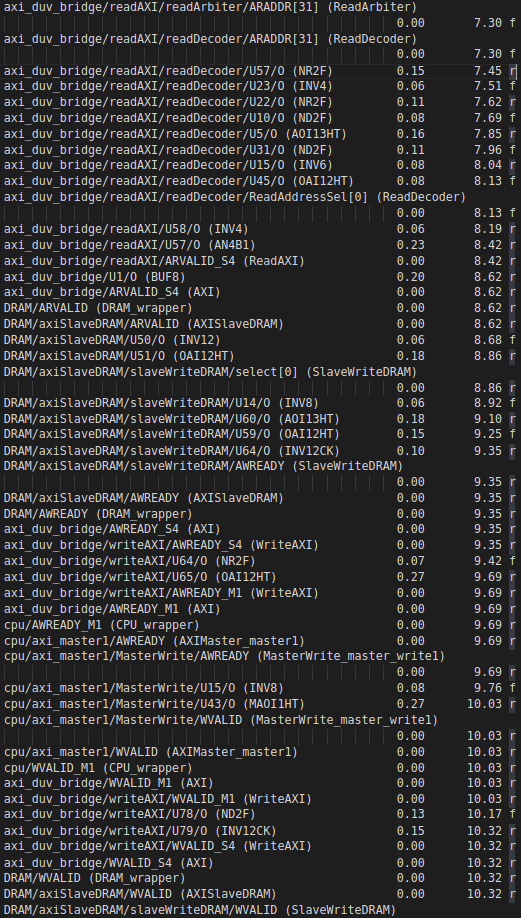 axi_duv_bridge/readAXI/readArbiter/ARADDR[31] (ReadArbiter)
0.00 7.30 f
axi_duv_bridge/readAXI/readDecoder/ARADDR[31] (ReadDecoder)
0.00 7.30 f
axi_duv_bridge/readAXI/readDecoder/U57/O (NR2F) 0.15 7.45 r
axi_duv_bridge/readAXI/readDecoder/U23/O (INV4) 0.06 7.51 f
axi_duv_bridge/readAXI/readDecoder/U22/O (NR2F) 0.11 7.62 r
axi_duv_bridge/readAXI/readDecoder/U10/O (ND2F) 0.08 7.69 f
axi_duv_bridge/readAXI/readDecoder/U5/O (AOI13HT) 0.16 7.85 r
axi_duv_bridge/readAXI/readDecoder/U31/O (ND2F) 0.11 7.96 f
axi_duv_bridge/readAXI/readDecoder/U15/O (INV6) 0.08 8.04 r
axi_duv_bridge/readAXI/readDecoder/U45/O (OAI12HT) 0.08 8.13 f
axi_duv_bridge/readAXI/readDecoder/ReadAddressSel[0] (ReadDecoder)
0.00 8.13 f
axi_duv_bridge/readAXI/U58/O (INV4) 0.06 8.19 r
axi_duv_bridge/readAXI/U57/O (AN4B1) 0.23 8.42 r
axi_duv_bridge/readAXI/ARVALID_S4 (ReadAXI) 0.00 8.42 r
axi_duv_bridge/U1/O (BUF8) 0.20 8.62 r
axi_duv_bridge/ARVALID_S4 (AXI) 0.00 8.62 r
DRAM/ARVALID (DRAM_wrapper) 0.00 8.62 r
DRAM/axiSlaveDRAM/ARVALID (AXISlaveDRAM) 0.00 8.62 r
DRAM/axiSlaveDRAM/U50/O (INV12) 0.06 8.68 f
DRAM/axiSlaveDRAM/U51/O (OAI12HT) 0.18 8.86 r
DRAM/axiSlaveDRAM/slaveWriteDRAM/select[0] (SlaveWriteDRAM)
0.00 8.86 r
DRAM/axiSlaveDRAM/slaveWriteDRAM/U14/O (INV8) 0.06 8.92 f
DRAM/axiSlaveDRAM/slaveWriteDRAM/U60/O (AOI13HT) 0.18 9.10 r
DRAM/axiSlaveDRAM/slaveWriteDRAM/U59/O (OAI12HT) 0.15 9.25 f
DRAM/axiSlaveDRAM/slaveWriteDRAM/U64/O (INV12CK) 0.10 9.35 r
DRAM/axiSlaveDRAM/slaveWriteDRAM/AWREADY (SlaveWriteDRAM)
0.00 9.35 r
DRAM/axiSlaveDRAM/AWREADY (AXISlaveDRAM) 0.00 9.35 r
DRAM/AWREADY (DRAM_wrapper) 0.00 9.35 r
axi_duv_bridge/AWREADY_S4 (AXI) 0.00 9.35 r
axi_duv_bridge/writeAXI/AWREADY_S4 (WriteAXI) 0.00 9.35 r
axi_duv_bridge/writeAXI/U64/O (NR2F) 0.07 9.42 f
axi_duv_bridge/writeAXI/U65/O (OAI12HT) 0.27 9.69 r
axi_duv_bridge/writeAXI/AWREADY_M1 (WriteAXI) 0.00 9.69 r
axi_duv_bridge/AWREADY_M1 (AXI) 0.00 9.69 r
cpu/AWREADY_M1 (CPU_wrapper) 0.00 9.69 r
cpu/axi_master1/AWREADY (AXIMaster_master1) 0.00 9.69 r
cpu/axi_master1/MasterWrite/AWREADY (MasterWrite_master_write1)
0.00 9.69 r
cpu/axi_master1/MasterWrite/U15/O (INV8) 0.08 9.76 f
cpu/axi_master1/MasterWrite/U43/O (MAOI1HT) 0.27 10.03 r
cpu/axi_master1/MasterWrite/WVALID (MasterWrite_master_write1)
0.00 10.03 r
cpu/axi_master1/WVALID (AXIMaster_master1) 0.00 10.03 r
cpu/WVALID_M1 (CPU_wrapper) 0.00 10.03 r
axi_duv_bridge/WVALID_M1 (AXI) 0.00 10.03 r
axi_duv_bridge/writeAXI/WVALID_M1 (WriteAXI) 0.00 10.03 r
axi_duv_bridge/writeAXI/U78/O (ND2F) 0.13 10.17 f
axi_duv_bridge/writeAXI/U79/O (INV12CK) 0.15 10.32 r
axi_duv_bridge/writeAXI/WVALID_S4 (WriteAXI) 0.00 10.32 r
axi_duv_bridge/WVALID_S4 (AXI) 0.00 10.32 r
DRAM/WVALID (DRAM_wrapper) 0.00 10.32 r
DRAM/axiSlaveDRAM/WVALID (AXISlaveDRAM) 0.00 10.32 r
DRAM/axiSlaveDRAM/slaveWriteDRAM/WVALID (SlaveWriteDRAM)